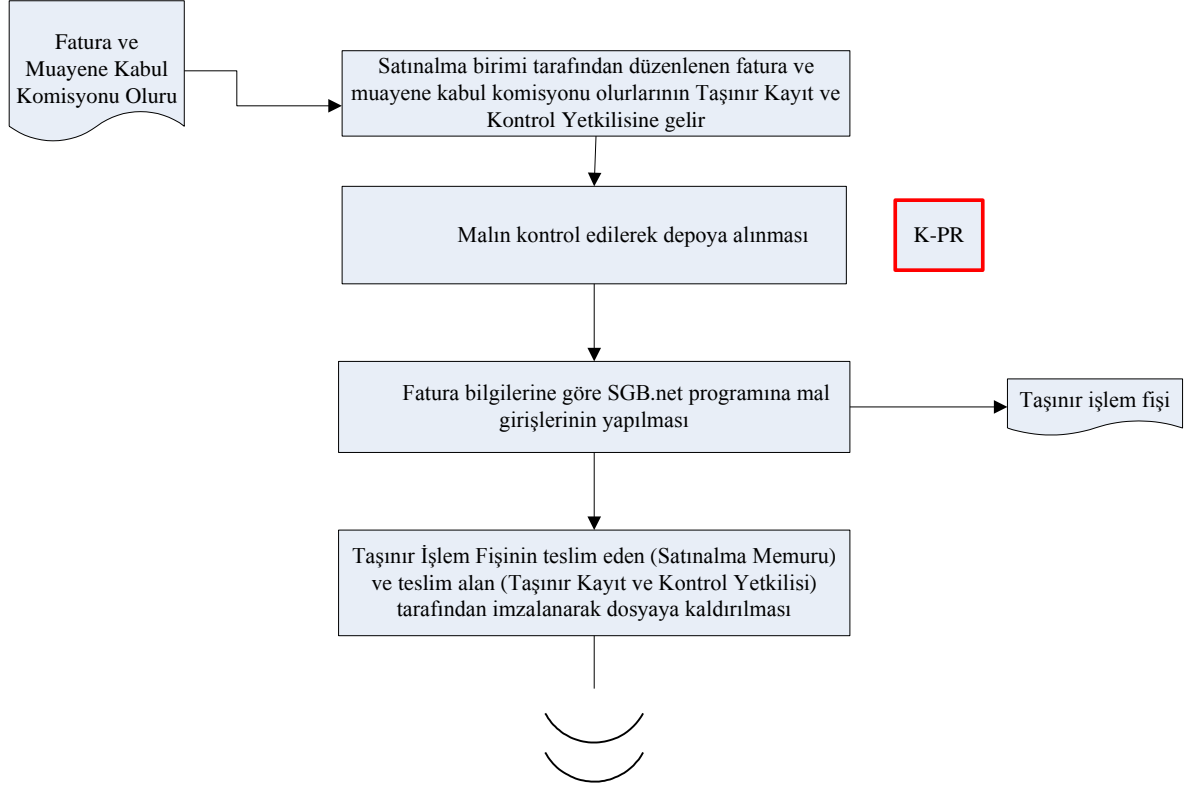 Fatura ve
Muayene Kabul
Komisyonu Oluru
Satınalma birimi tarafından düzenlenen fatura ve
muayene kabul komisyonu olurlarının Taşınır Kayıt ve
Kontrol Yetkilisine gelir
Malın kontrol edilerek depoya alınması
K-PR
Fatura bilgilerine göre SGB.net programına mal
girişlerinin yapılması
Taşınır işlem fişi
Taşınır İşlem Fişinin teslim eden (Satınalma Memuru)
ve teslim alan (Taşınır Kayıt ve Kontrol Yetkilisi)
tarafından imzalanarak dosyaya kaldırılması